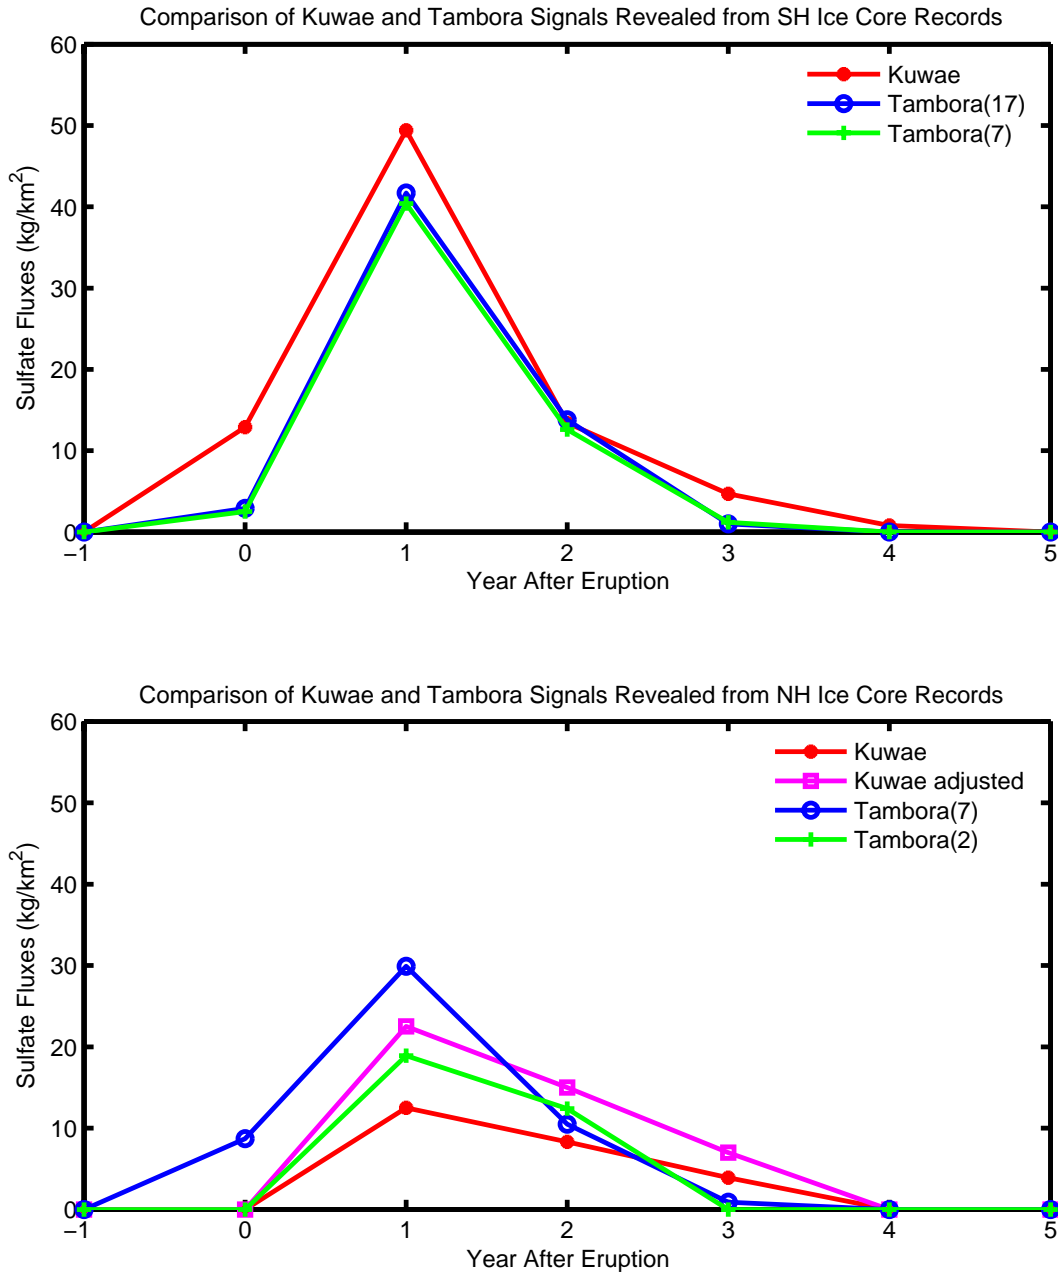 Comparison of Kuwae and Tambora Signals Revealed from SH Ice Core Records
60
50
40
30
20
10
0
Sulfate Fluxes (kg/km²)
Kuwae
Tambora(17)
Tambora(7)
−1 0 1 2 3 4 5
Year After Eruption
Comparison of Kuwae and Tambora Signals Revealed from NH Ice Core Records
60
50
40
30
20
10
0
Sulfate Fluxes (kg/km²)
Kuwae
Kuwae adjusted
Tambora(7)
Tambora(2)
−1 0 1 2 3 4 5
Year After Eruption